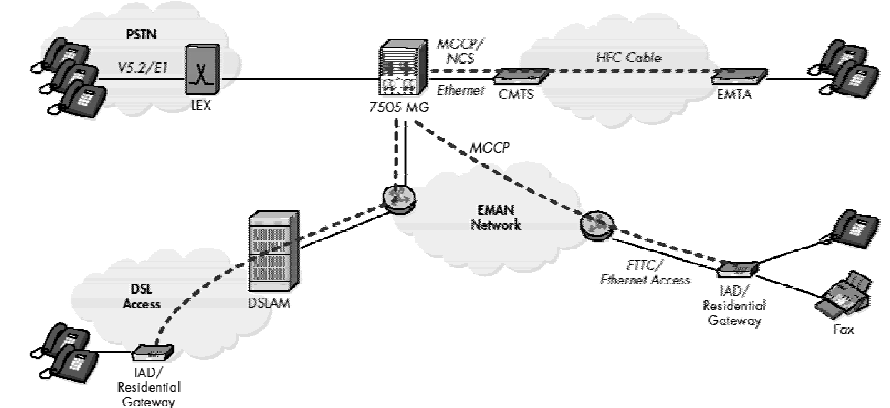 PSTN
V5.2/E1
LEX
7505 MG
MGCP/
NCS
Ethernet
CMTS
HFC Cable
EMTA
MGCP
EMAN
Network
DSL
Access
DSLAM
FTTC/
Ethernet Access
IAD/
Residential
Gateway
Fax
IAD/
Residential
Gateway